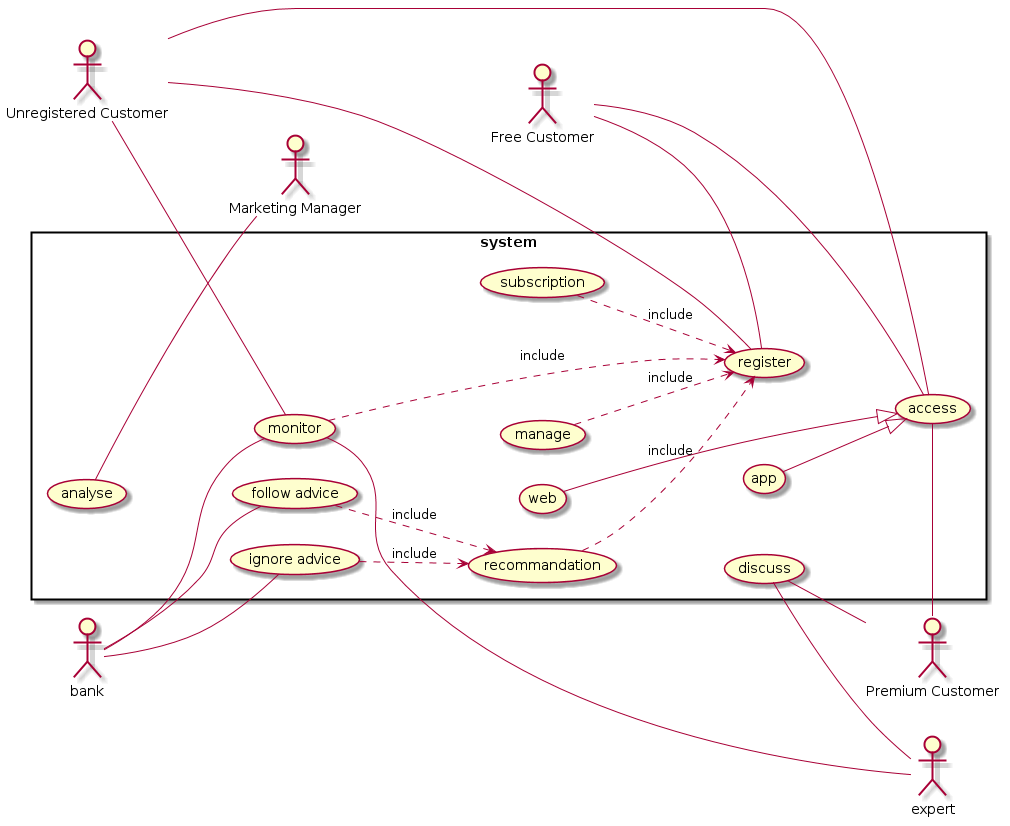 Unregistered Customer
Free Customer
Marketing Manager
system
subscription
include
include
register
include
access
monitor
manage
include
app
analyse
follow advice
web
include
include
ignore advice
recommandation
discuss
bank
Premium Customer
expert